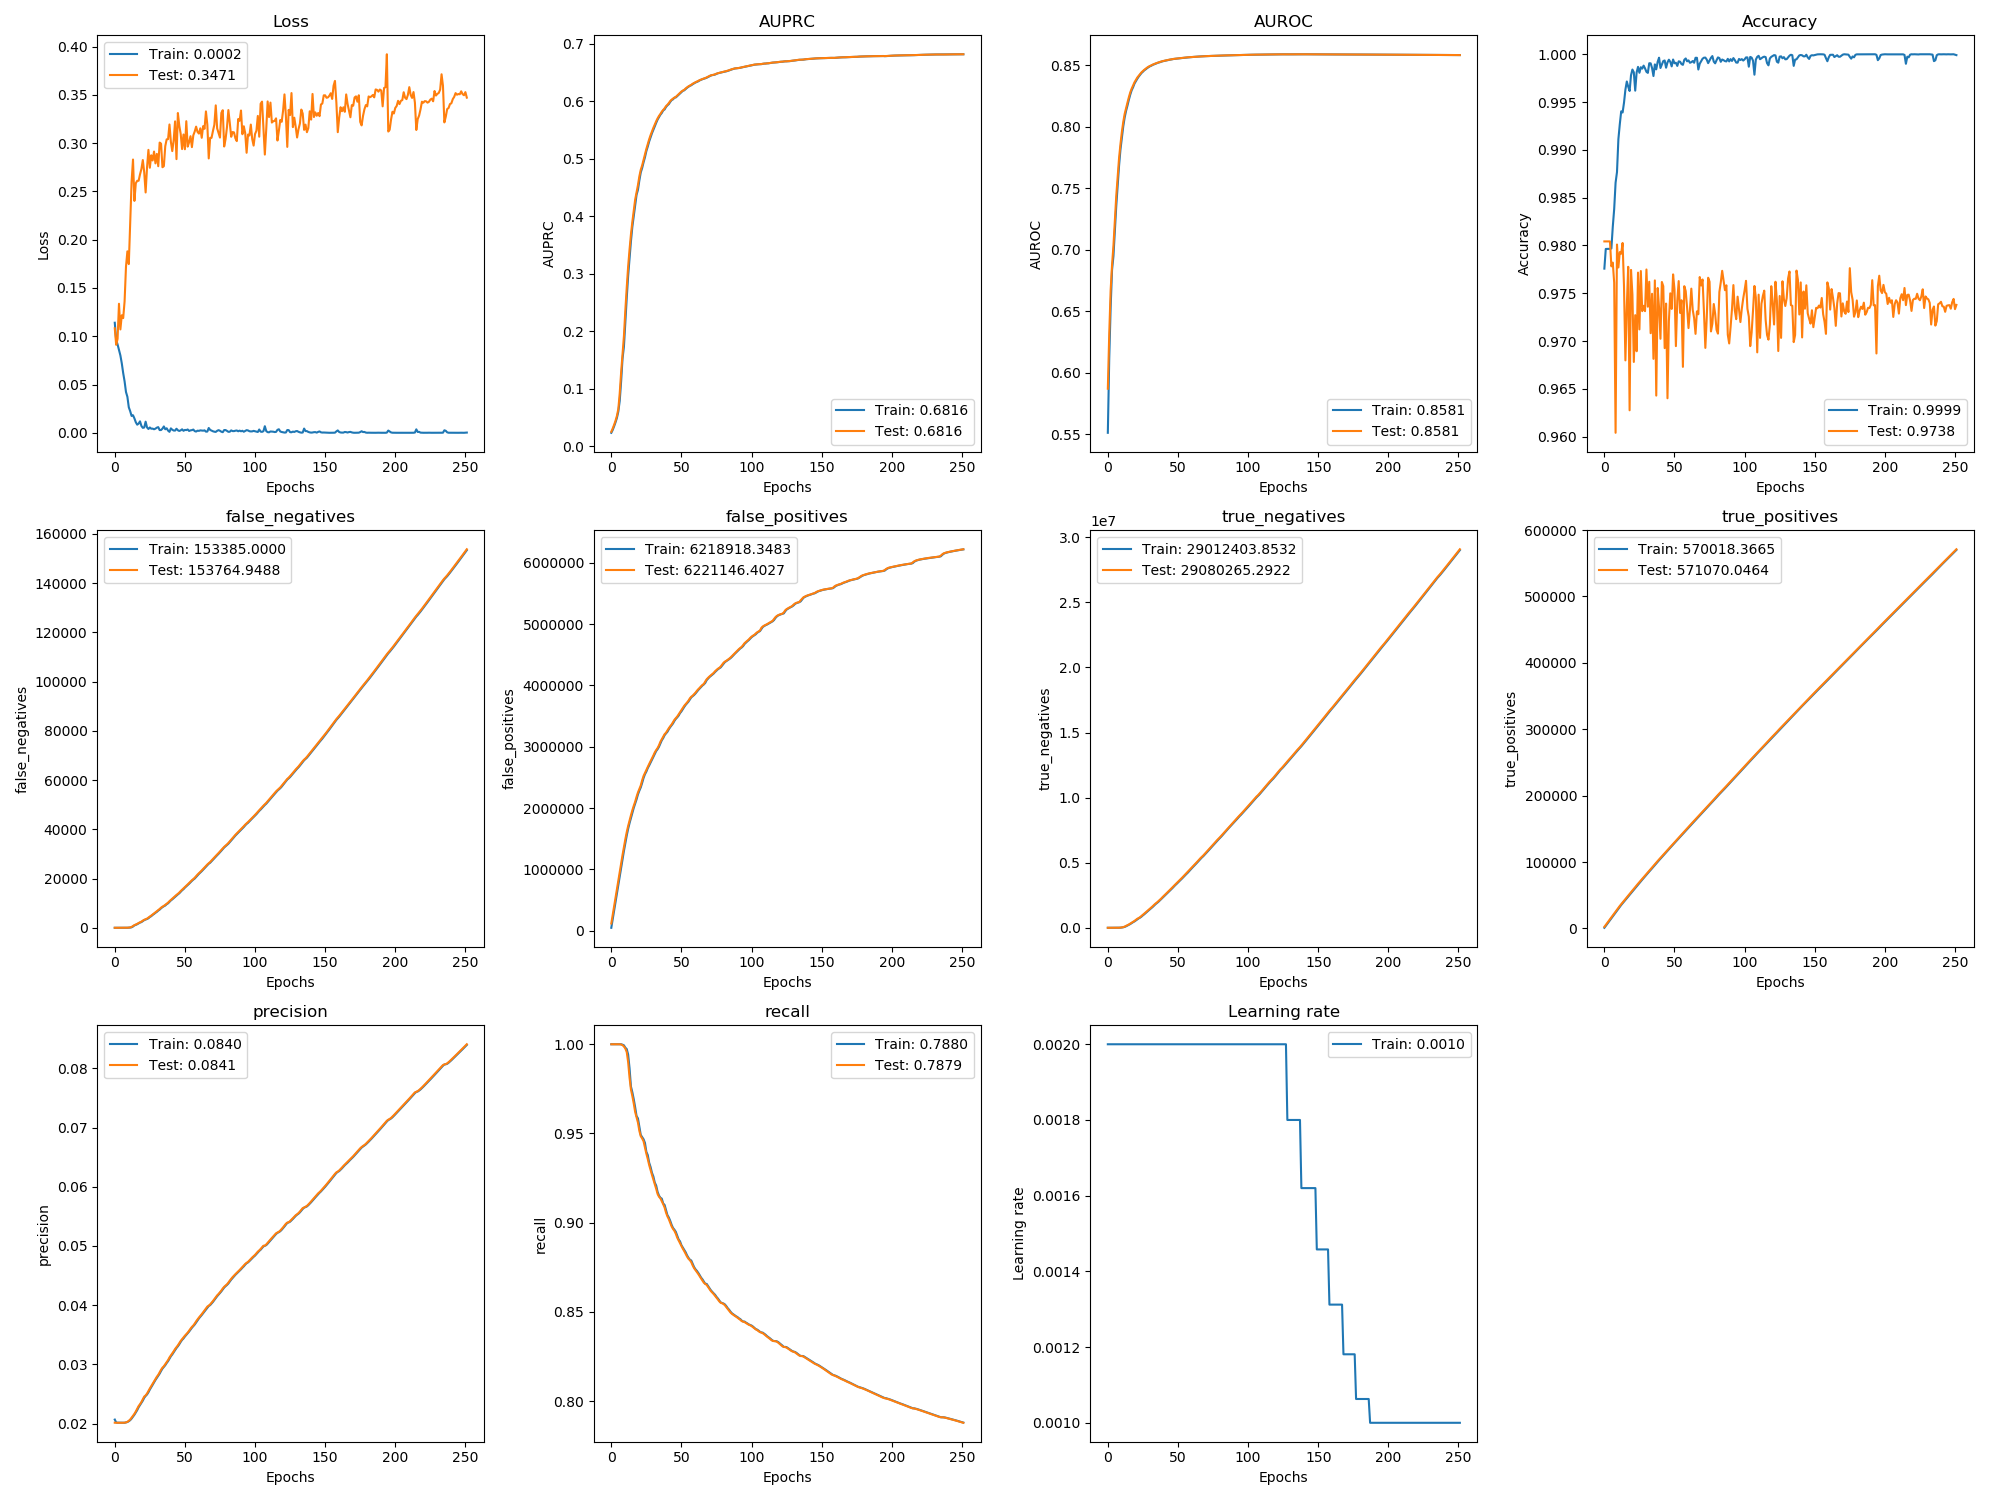 Loss
Train: 0.0002
Test: 0.3471
0.40
0.35
0.30
0.25
0.20
0.15
0.10
0.05
0.00
Loss
0 50 100 150 200 250
Epochs
AUPRC
0.7
0.6
0.5
0.4
0.3
0.2
0.1
0.0
AUPRC
Train: 0.6816
Test: 0.6816
0 50 100 150 200 250
Epochs
AUROC
0.85
0.80
0.75
0.70
0.65
0.60
0.55
AUROC
Train: 0.8581
Test: 0.8581
0 50 100 150 200 250
Epochs
Accuracy
1.000
0.995
0.990
0.985
0.980
0.975
0.970
0.965
0.960
Accuracy
Train: 0.9999
Test: 0.9738
0 50 100 150 200 250
Epochs
false_negatives
Train: 153385.0000
Test: 153764.9488
160000
140000
120000
100000
80000
60000
40000
20000
0
false_negatives
0 50 100 150 200 250
Epochs
false_positives
Train: 6218918.3483
Test: 6221146.4027
6000000
5000000
4000000
3000000
2000000
1000000
0
false_positives
0 50 100 150 200 250
Epochs
true_negatives
1e7
Train: 29012403.8532
Test: 29080265.2922
3.0
2.5
2.0
1.5
1.0
0.5
0.0
true_negatives
0 50 100 150 200 250
Epochs
true_positives
Train: 570018.3665
Test: 571070.0464
600000
500000
400000
300000
200000
100000
0
true_positives
0 50 100 150 200 250
Epochs
precision
Train: 0.0840
Test: 0.0841
0.08
0.07
0.06
0.05
0.04
0.03
0.02
precision
0 50 100 150 200 250
Epochs
recall
Train: 0.7880
Test: 0.7879
1.00
0.95
0.90
0.85
0.80
recall
0 50 100 150 200 250
Epochs
Learning rate
Train: 0.0010
0.0020
0.0018
0.0016
0.0014
0.0012
0.0010
Learning rate
0 50 100 150 200 250
Epochs